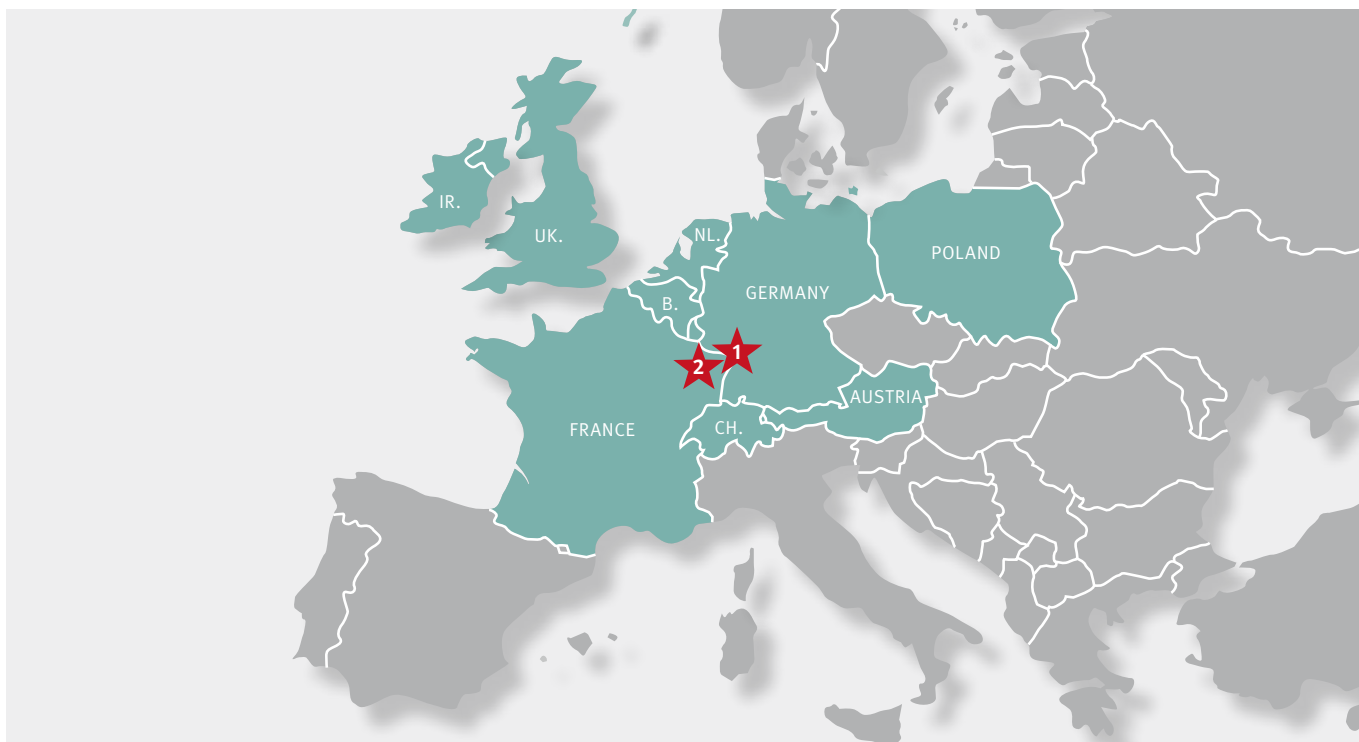 IR.
UK.
NL.
POLAND
GERMANY
B.
1
2
AUSTRIA
FRANCE
CH.